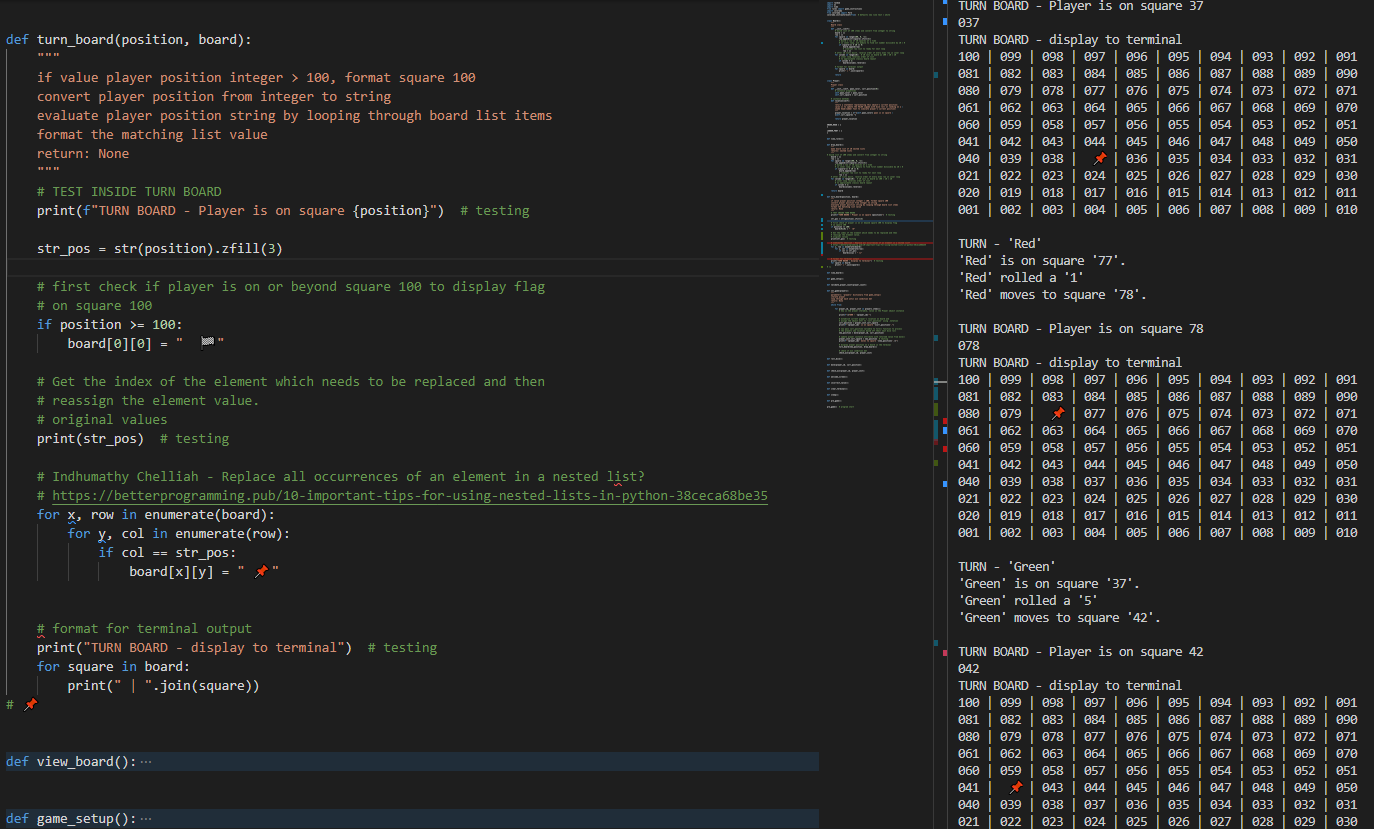 def turn_board(position, board):
"""
if value player position integer > 100, format square 100
convert player position from integer to string
evaluate player position string by looping through board list items
format the matching list value
return: None
"""
# TEST INSIDE TURN BOARD
print(f"TURN BOARD - Player is on square {position}")  # testing
str_pos = str(position).zfill(3)
# first check if player is on or beyond square 100 to display flag
# on square 100
if position >= 100:
board[0][0] = "  🏁"
# Get the index of the element which needs to be replaced and then
# reassign the element value.
# original values
print(str_pos)  # testing
# Indhumathy Chelliah - Replace all occurrences of an element in a nested list?
# https://betterprogramming.pub/10-important-tips-for-using-nested-lists-in-python-38ceca68be35
for x, row in enumerate(board):
for y, col in enumerate(row):
if col == str_pos:
board[x][y] = " 📌"
# format for terminal output
print("TURN BOARD - display to terminal")  # testing
for square in board:
print(" | ".join(square))
# 📌
def view_board():···
def game_setup():···
TURN BOARD - Player is on square 37
037
TURN BOARD - display to terminal
100 | 099 | 098 | 097 | 096 | 095 | 094 | 093 | 092 | 091
081 | 082 | 083 | 084 | 085 | 086 | 087 | 088 | 089 | 090
080 | 079 | 078 | 077 | 076 | 075 | 074 | 073 | 072 | 071
061 | 062 | 063 | 064 | 065 | 066 | 067 | 068 | 069 | 070
060 | 059 | 058 | 057 | 056 | 055 | 054 | 053 | 052 | 051
041 | 042 | 043 | 044 | 045 | 046 | 047 | 048 | 049 | 050
040 | 039 | 038 |  📌 | 036 | 035 | 034 | 033 | 032 | 031
021 | 022 | 023 | 024 | 025 | 026 | 027 | 028 | 029 | 030
020 | 019 | 018 | 017 | 016 | 015 | 014 | 013 | 012 | 011
001 | 002 | 003 | 004 | 005 | 006 | 007 | 008 | 009 | 010
TURN - 'Red'
'Red' is on square '77'.
'Red' rolled a '1'
'Red' moves to square '78'.
TURN BOARD - Player is on square 78
078
TURN BOARD - display to terminal
100 | 099 | 098 | 097 | 096 | 095 | 094 | 093 | 092 | 091
081 | 082 | 083 | 084 | 085 | 086 | 087 | 088 | 089 | 090
080 | 079 |  📌 | 077 | 076 | 075 | 074 | 073 | 072 | 071
061 | 062 | 063 | 064 | 065 | 066 | 067 | 068 | 069 | 070
060 | 059 | 058 | 057 | 056 | 055 | 054 | 053 | 052 | 051
041 | 042 | 043 | 044 | 045 | 046 | 047 | 048 | 049 | 050
040 | 039 | 038 | 037 | 036 | 035 | 034 | 033 | 032 | 031
021 | 022 | 023 | 024 | 025 | 026 | 027 | 028 | 029 | 030
020 | 019 | 018 | 017 | 016 | 015 | 014 | 013 | 012 | 011
001 | 002 | 003 | 004 | 005 | 006 | 007 | 008 | 009 | 010
TURN - 'Green'
'Green' is on square '37'.
'Green' rolled a '5'
'Green' moves to square '42'.
TURN BOARD - Player is on square 42
042
TURN BOARD - display to terminal
100 | 099 | 098 | 097 | 096 | 095 | 094 | 093 | 092 | 091
081 | 082 | 083 | 084 | 085 | 086 | 087 | 088 | 089 | 090
080 | 079 | 078 | 077 | 076 | 075 | 074 | 073 | 072 | 071
061 | 062 | 063 | 064 | 065 | 066 | 067 | 068 | 069 | 070
060 | 059 | 058 | 057 | 056 | 055 | 054 | 053 | 052 | 051
041 |  📌 | 043 | 044 | 045 | 046 | 047 | 048 | 049 | 050
040 | 039 | 038 | 037 | 036 | 035 | 034 | 033 | 032 | 031
021 | 022 | 023 | 024 | 025 | 026 | 027 | 028 | 029 | 030